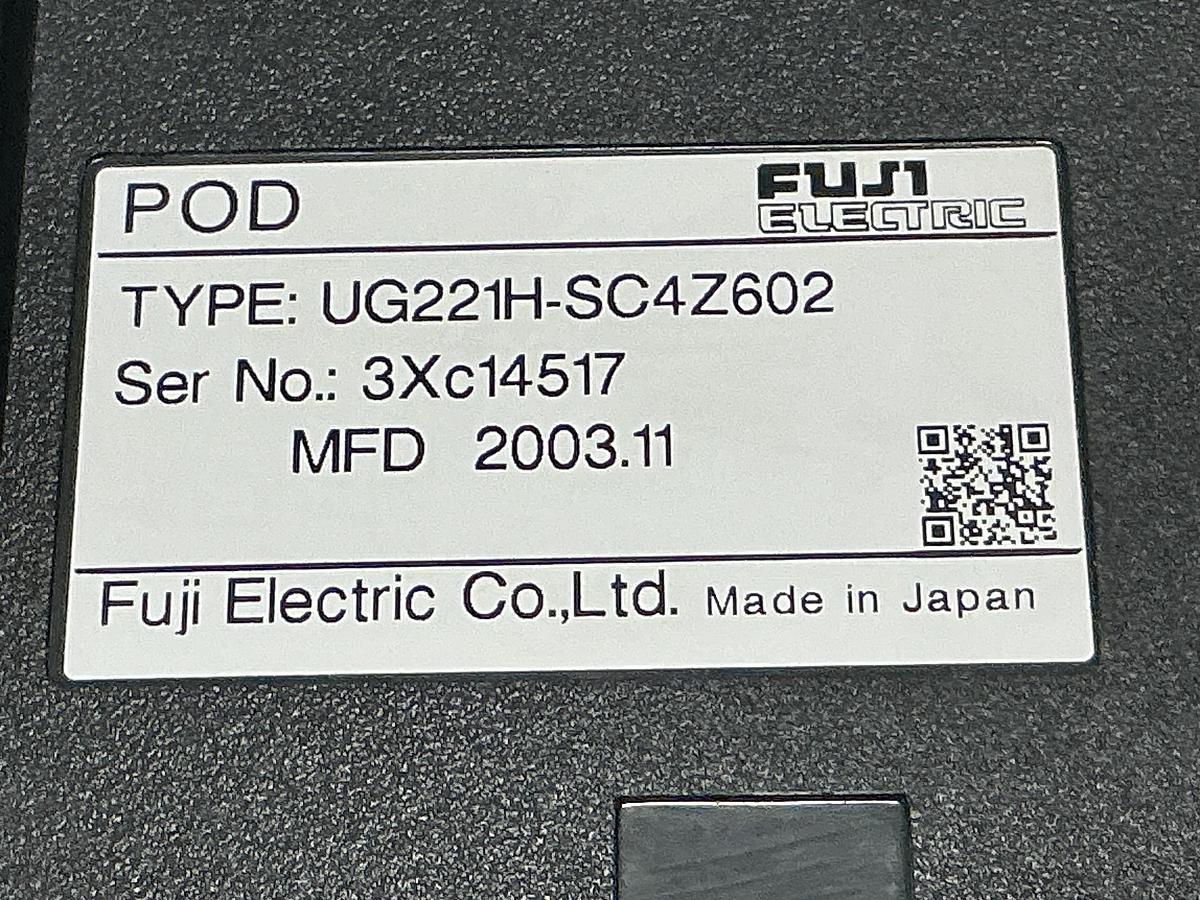 POD
FUJI
ELECTRIC
TYPE: UG221H-SC4Z602
Ser No.: 3Xc14517
MFD 2003.11
Fuji Electric Co.,Ltd. Made in Japan